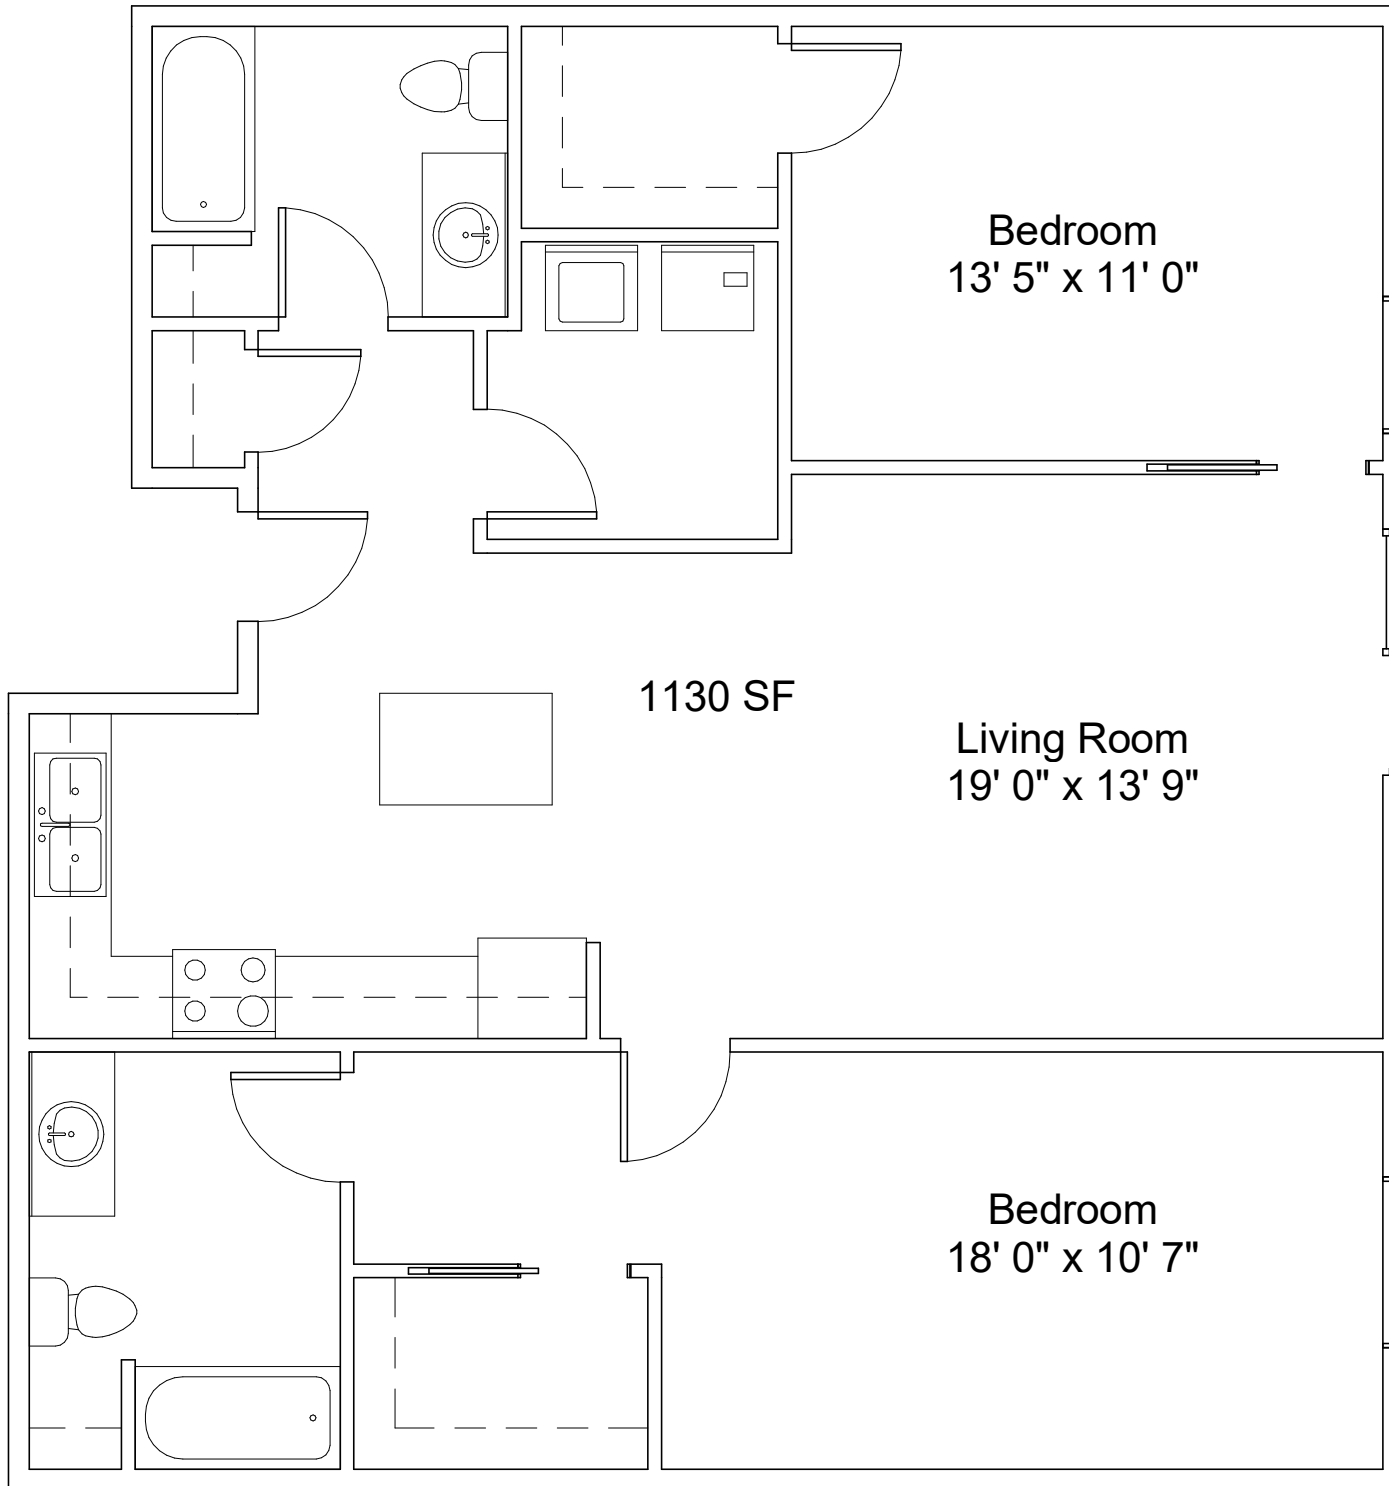 Bedroom
13' 5" x 11' 0"
1130 SF
Living Room
19' 0" x 13' 9"
Bedroom
18' 0" x 10' 7"